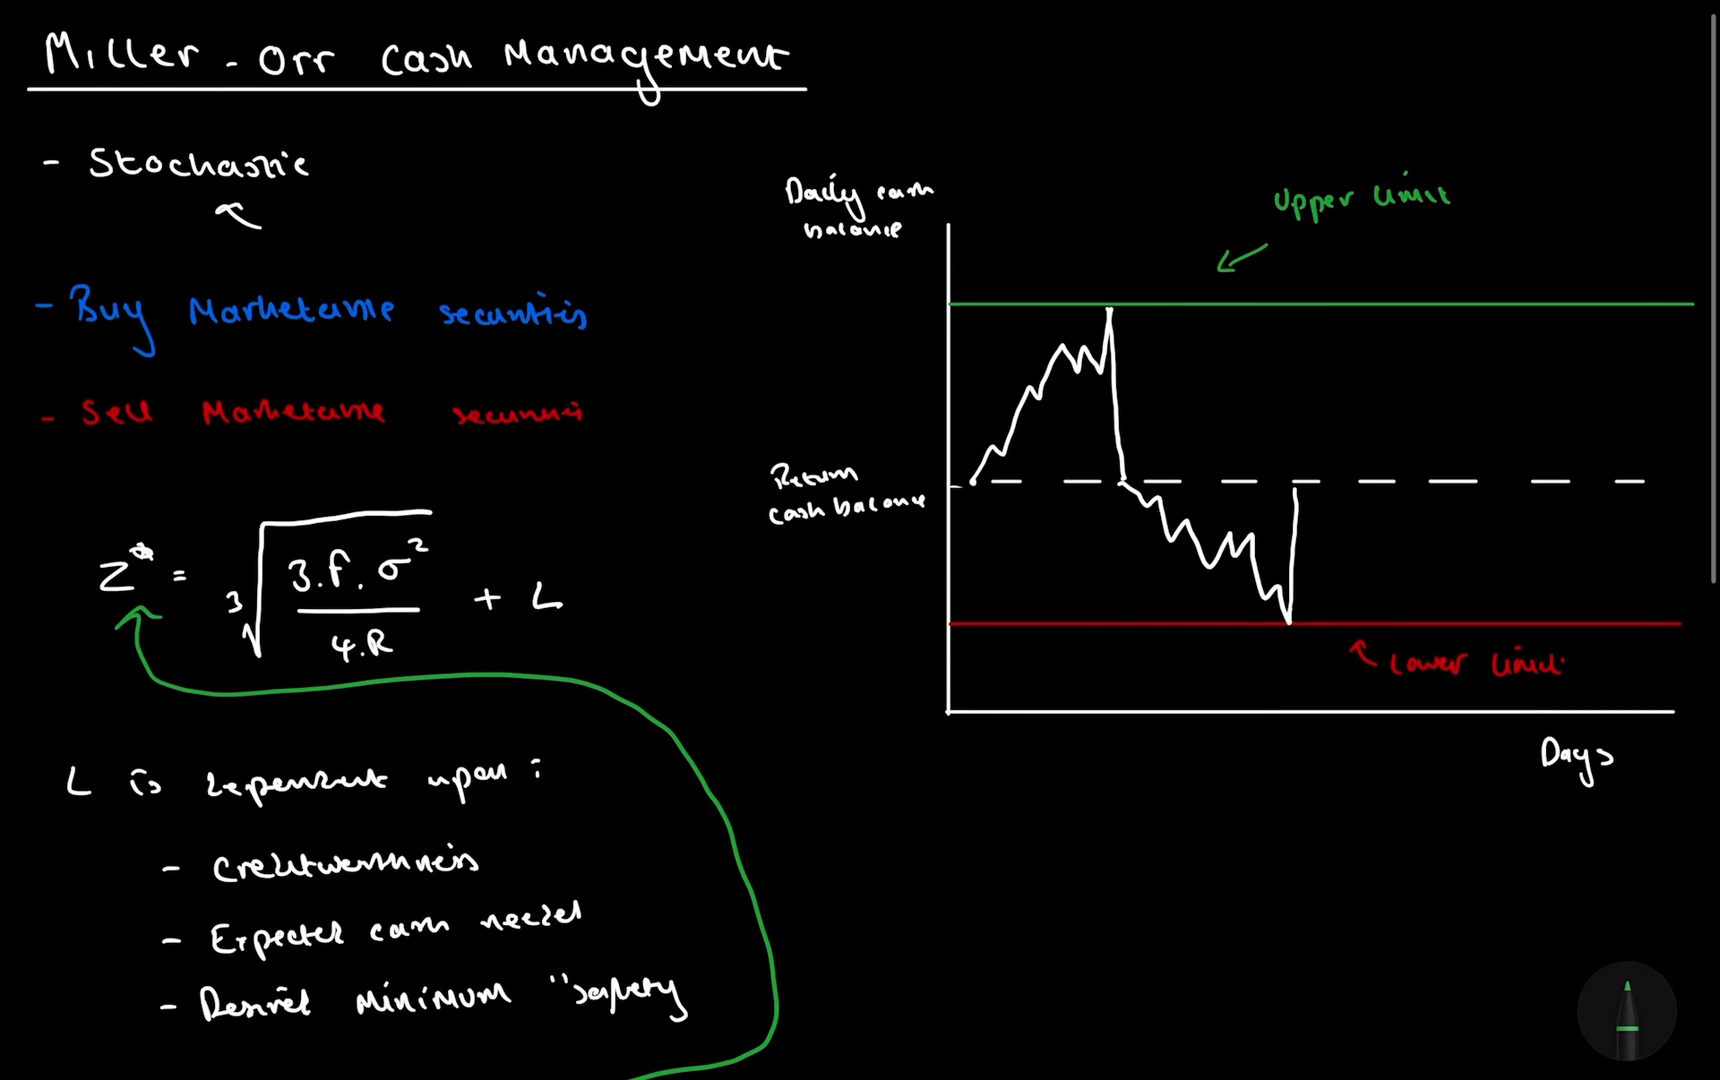 Miller - Orr Cash Management
- Stochastic
- Buy Marketable securities
- Sell Marketable securities
Z* = ∛(3.f.σ² / 4.R) + L
L is dependent upon:
- Creditworthiness
- Expected cash needed
- Desired minimum "safety
Daily cash
balance
Upper limit
Return
cash balance
Lower limit
Days